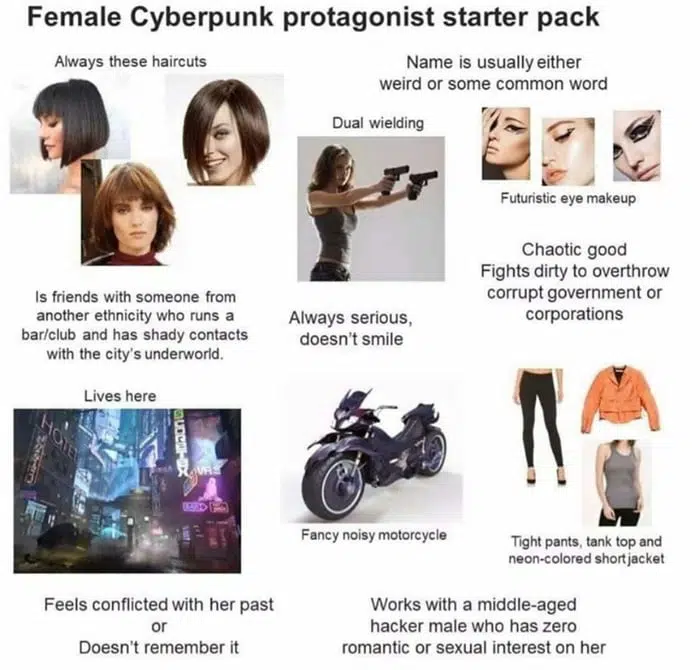 Female Cyberpunk protagonist starter pack
Always these haircuts
Name is usually either
weird or some common word
Dual wielding
Futuristic eye makeup
Chaotic good
Fights dirty to overthrow
corrupt government or
corporations
Is friends with someone from
another ethnicity who runs a
bar/club and has shady contacts
with the city's underworld.
Always serious,
doesn't smile
Lives here
HOTEL
Fancy noisy motorcycle
Tight pants, tank top and
neon-colored short jacket
Feels conflicted with her past
or
Doesn't remember it
Works with a middle-aged
hacker male who has zero
romantic or sexual interest on her